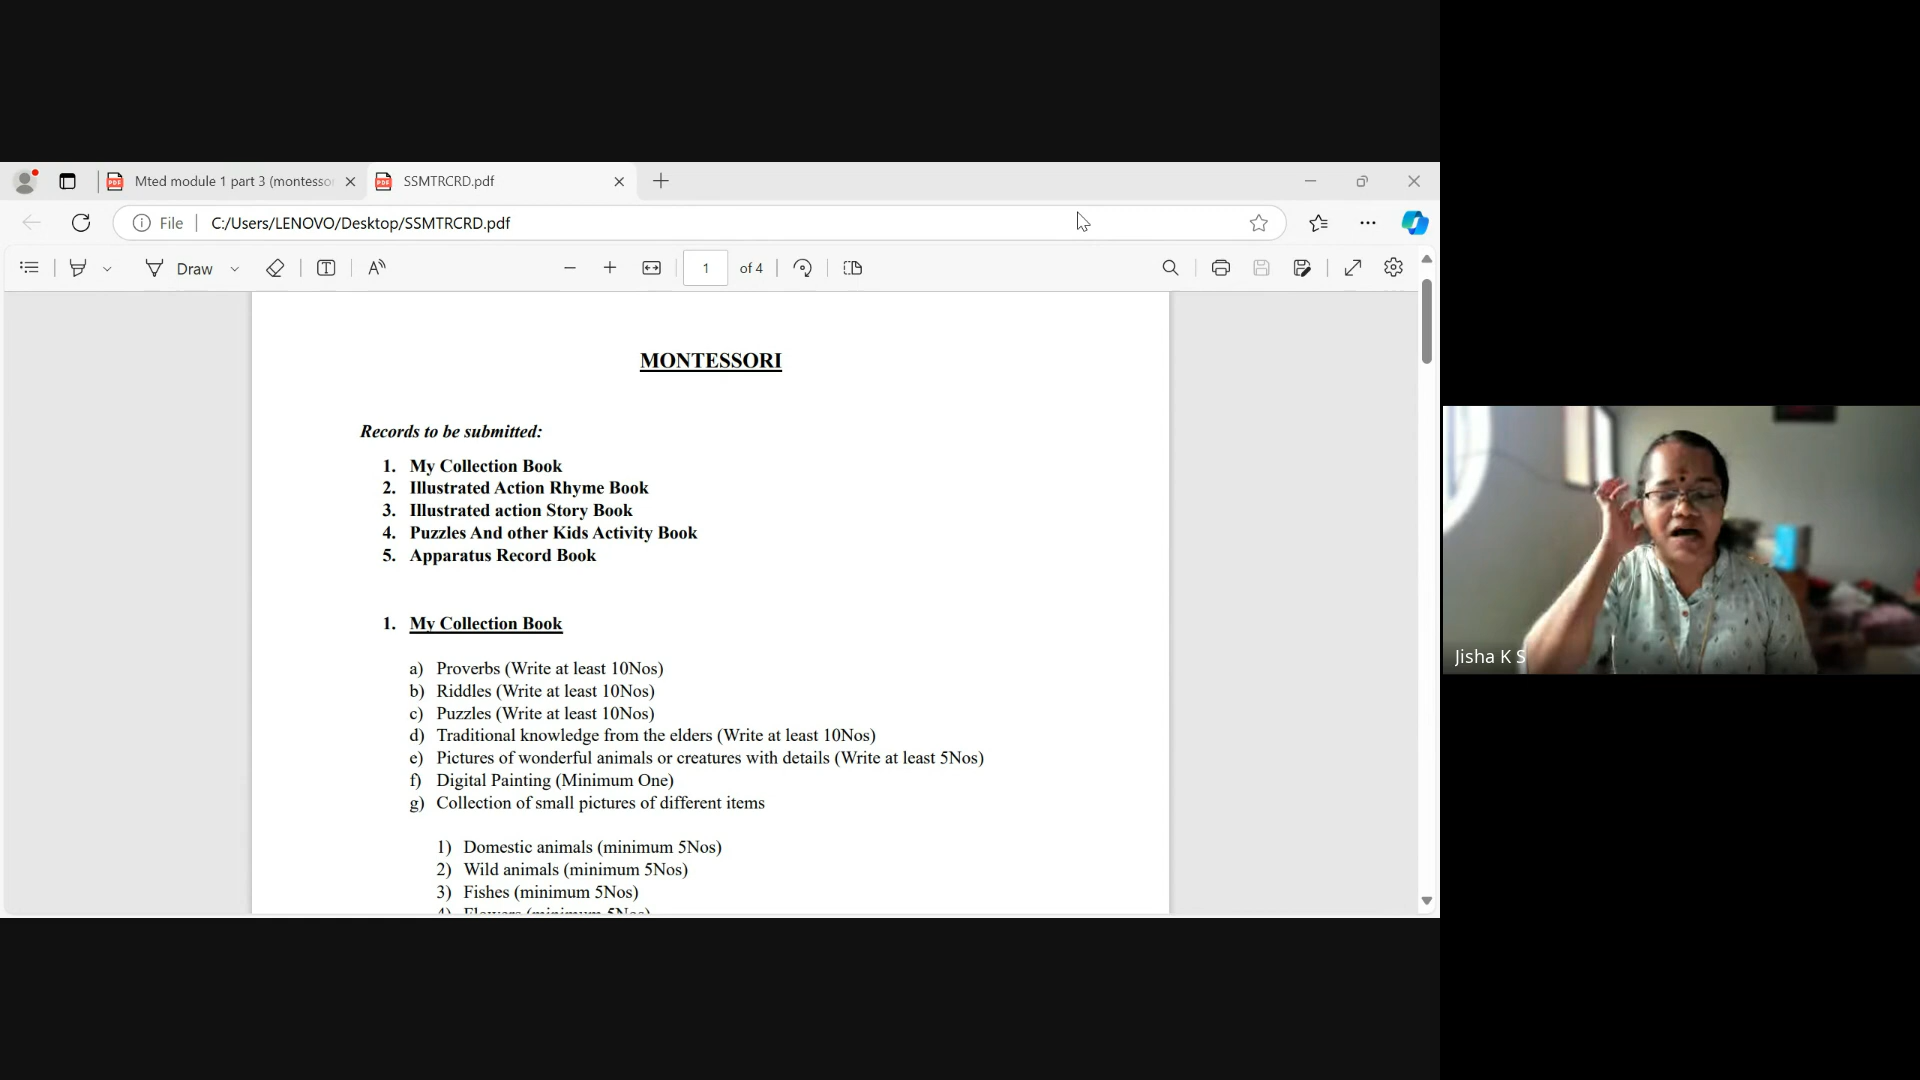 Mted module 1 part 3 (montesso
SSMTRCRD.pdf
File
C:/Users/LENOVO/Desktop/SSMTRCRD.pdf
Draw
1 of 4
MONTESSORI
Records to be submitted:
1. My Collection Book
2. Illustrated Action Rhyme Book
3. Illustrated action Story Book
4. Puzzles And other Kids Activity Book
5. Apparatus Record Book
1. My Collection Book
a) Proverbs (Write at least 10Nos)
b) Riddles (Write at least 10Nos)
c) Puzzles (Write at least 10Nos)
d) Traditional knowledge from the elders (Write at least 10Nos)
e) Pictures of wonderful animals or creatures with details (Write at least 5Nos)
f) Digital Painting (Minimum One)
g) Collection of small pictures of different items
1) Domestic animals (minimum 5Nos)
2) Wild animals (minimum 5Nos)
3) Fishes (minimum 5Nos)
4) Flowers (minimum 5Nos)
Jisha K S